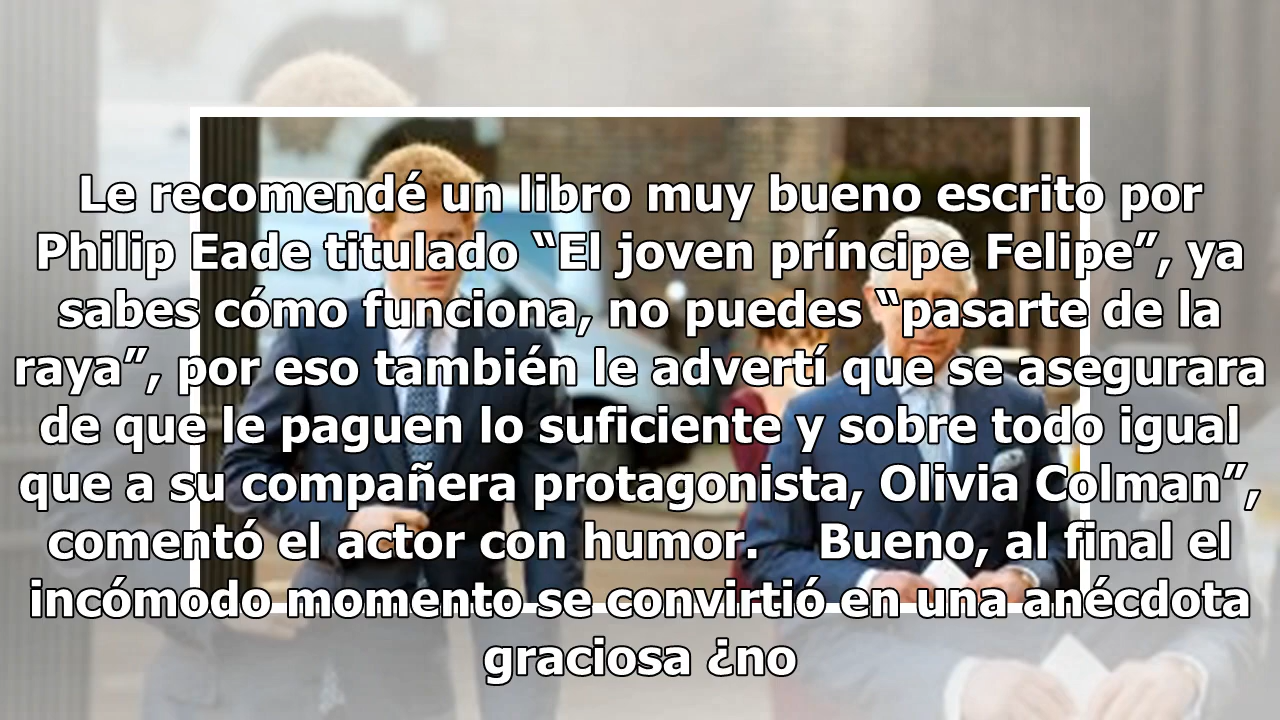 Le recomendé un libro muy bueno escrito por
Philip Eade titulado “El joven príncipe Felipe”, ya
sabes cómo funciona, no puedes “pasarte de la
raya”, por eso también le advertí que se asegurara
de que le paguen lo suficiente y sobre todo igual
que a su compañera protagonista, Olivia Colman”,
comentó el actor con humor.    Bueno, al final el
incómodo momento se convirtió en una anécdota
graciosa ¿no